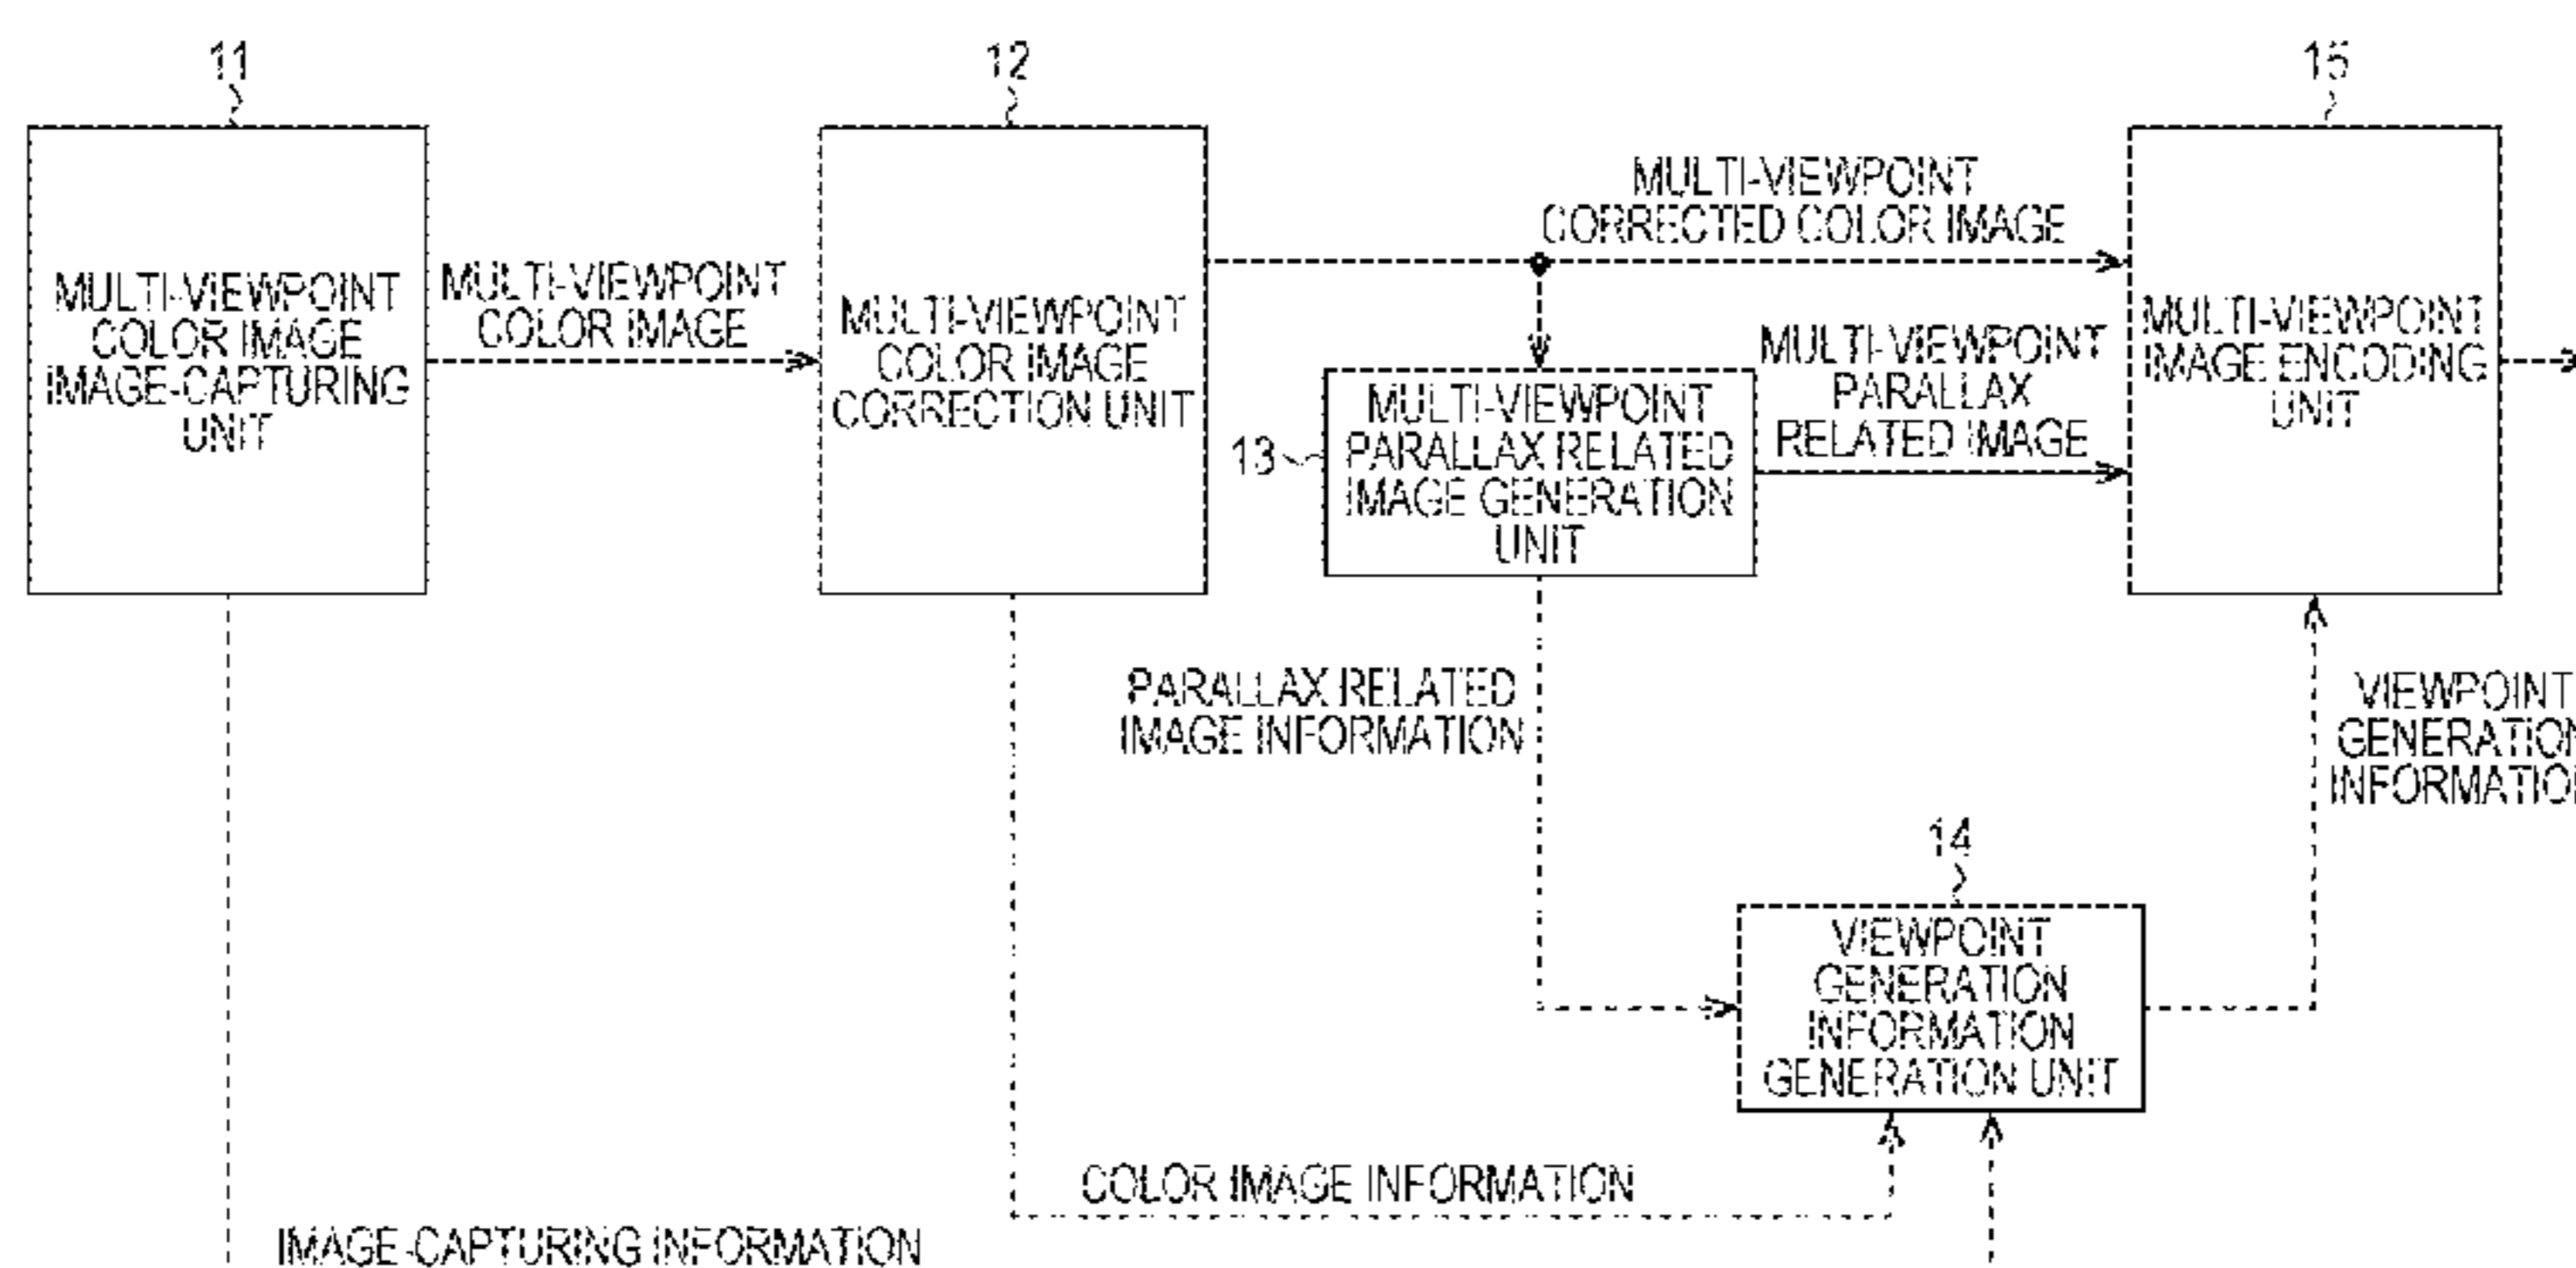 11
12
15
MULTI-VIEWPOINT
COLOR IMAGE
IMAGE-CAPTURING
UNIT
MULTI-VIEWPOINT
COLOR IMAGE
MULTI-VIEWPOINT
COLOR IMAGE
CORRECTION UNIT
MULTI-VIEWPOINT
CORRECTED COLOR IMAGE
13
MULTI-VIEWPOINT
PARALLAX RELATED
IMAGE GENERATION
UNIT
MULTI-VIEWPOINT
PARALLAX
RELATED IMAGE
MULTI-VIEWPOINT
IMAGE ENCODING
UNIT
PARALLAX RELATED
IMAGE INFORMATION
VIEWPOINT
GENERATION
INFORMATIO
14
VIEWPOINT
GENERATION
INFORMATION
GENERATION UNIT
COLOR IMAGE INFORMATION
IMAGE-CAPTURING INFORMATION